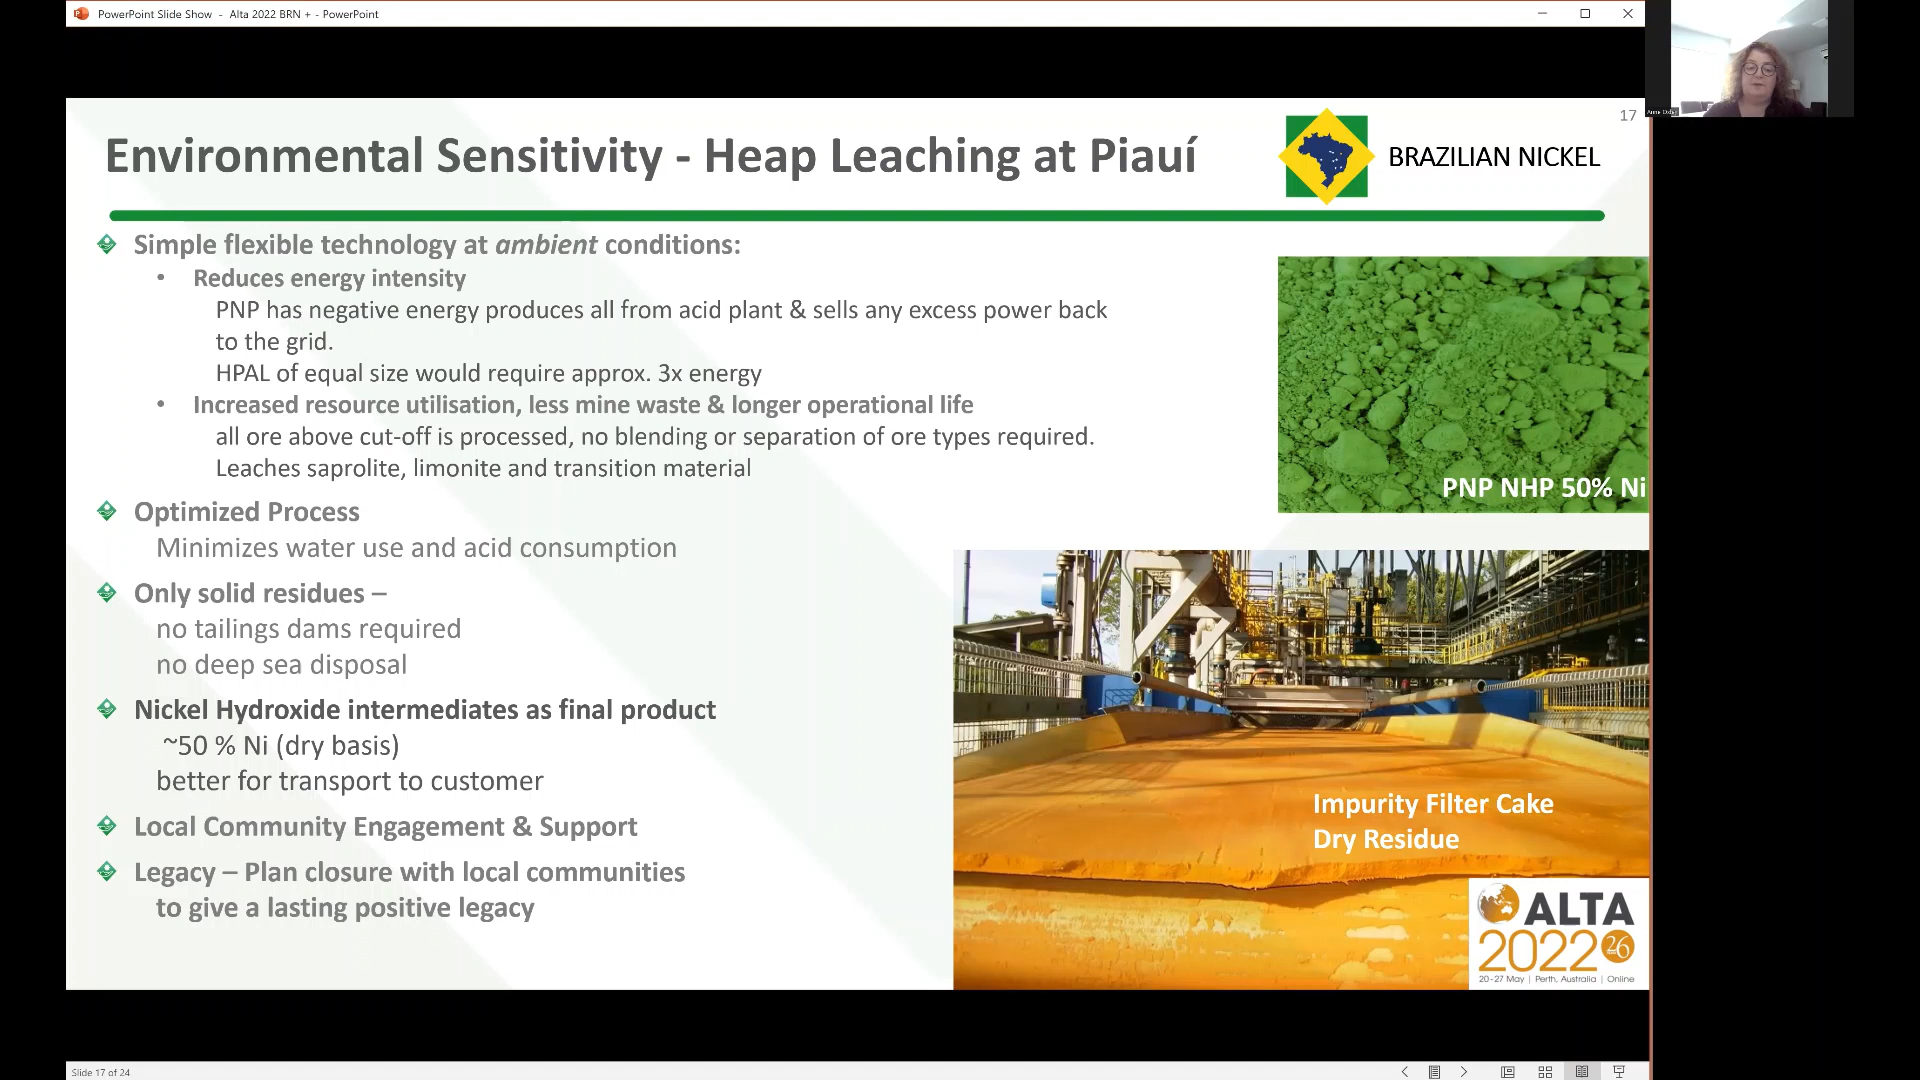 PowerPoint Slide Show - Alta 2022 BRN + - PowerPoint
17
Environmental Sensitivity - Heap Leaching at Piauí
BRAZILIAN NICKEL
Simple flexible technology at ambient conditions:
• Reduces energy intensity
PNP has negative energy produces all from acid plant & sells any excess power back
to the grid.
HPAL of equal size would require approx. 3x energy
• Increased resource utilisation, less mine waste & longer operational life
all ore above cut-off is processed, no blending or separation of ore types required.
Leaches saprolite, limonite and transition material
Optimized Process
Minimizes water use and acid consumption
Only solid residues –
no tailings dams required
no deep sea disposal
Nickel Hydroxide intermediates as final product
~50 % Ni (dry basis)
better for transport to customer
Local Community Engagement & Support
Legacy – Plan closure with local communities
to give a lasting positive legacy
PNP NHP 50% Ni
Impurity Filter Cake
Dry Residue
ALTA
2022 26
20-27 May | Perth, Australia | Online
Slide 17 of 24